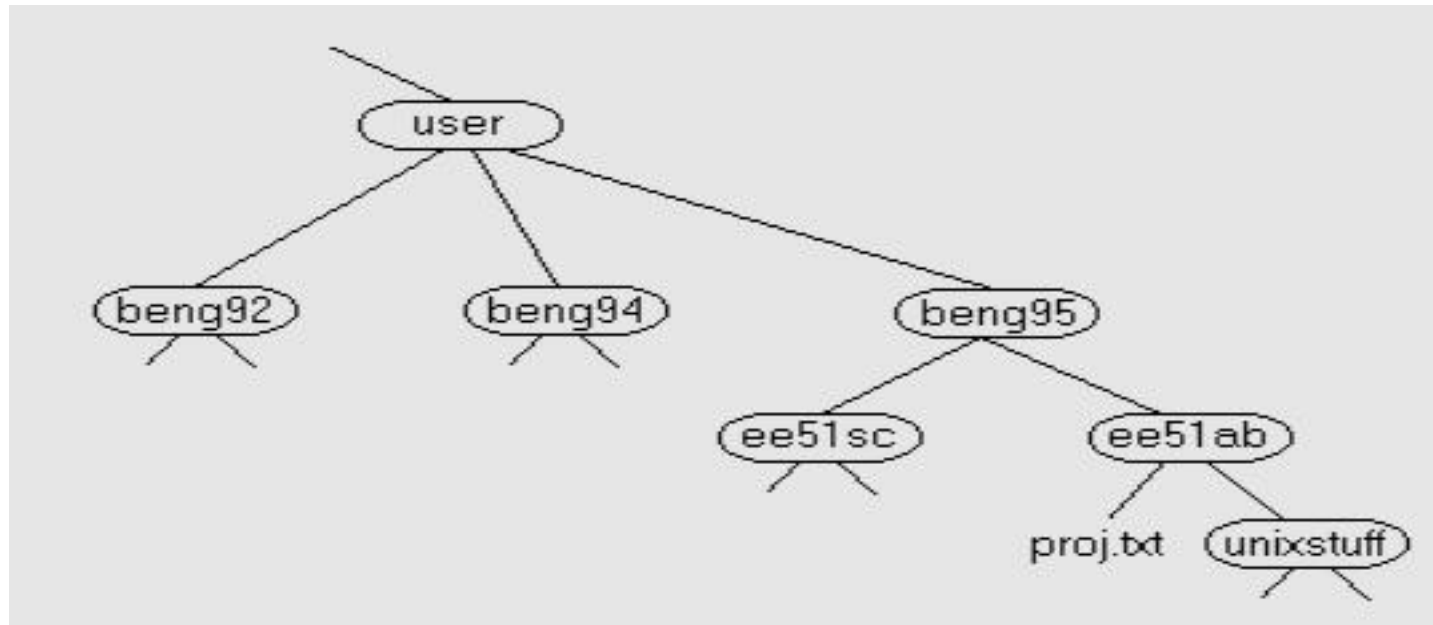 user
beng92
beng94
beng95
ee51sc
ee51ab
proj.txt
unixstuff